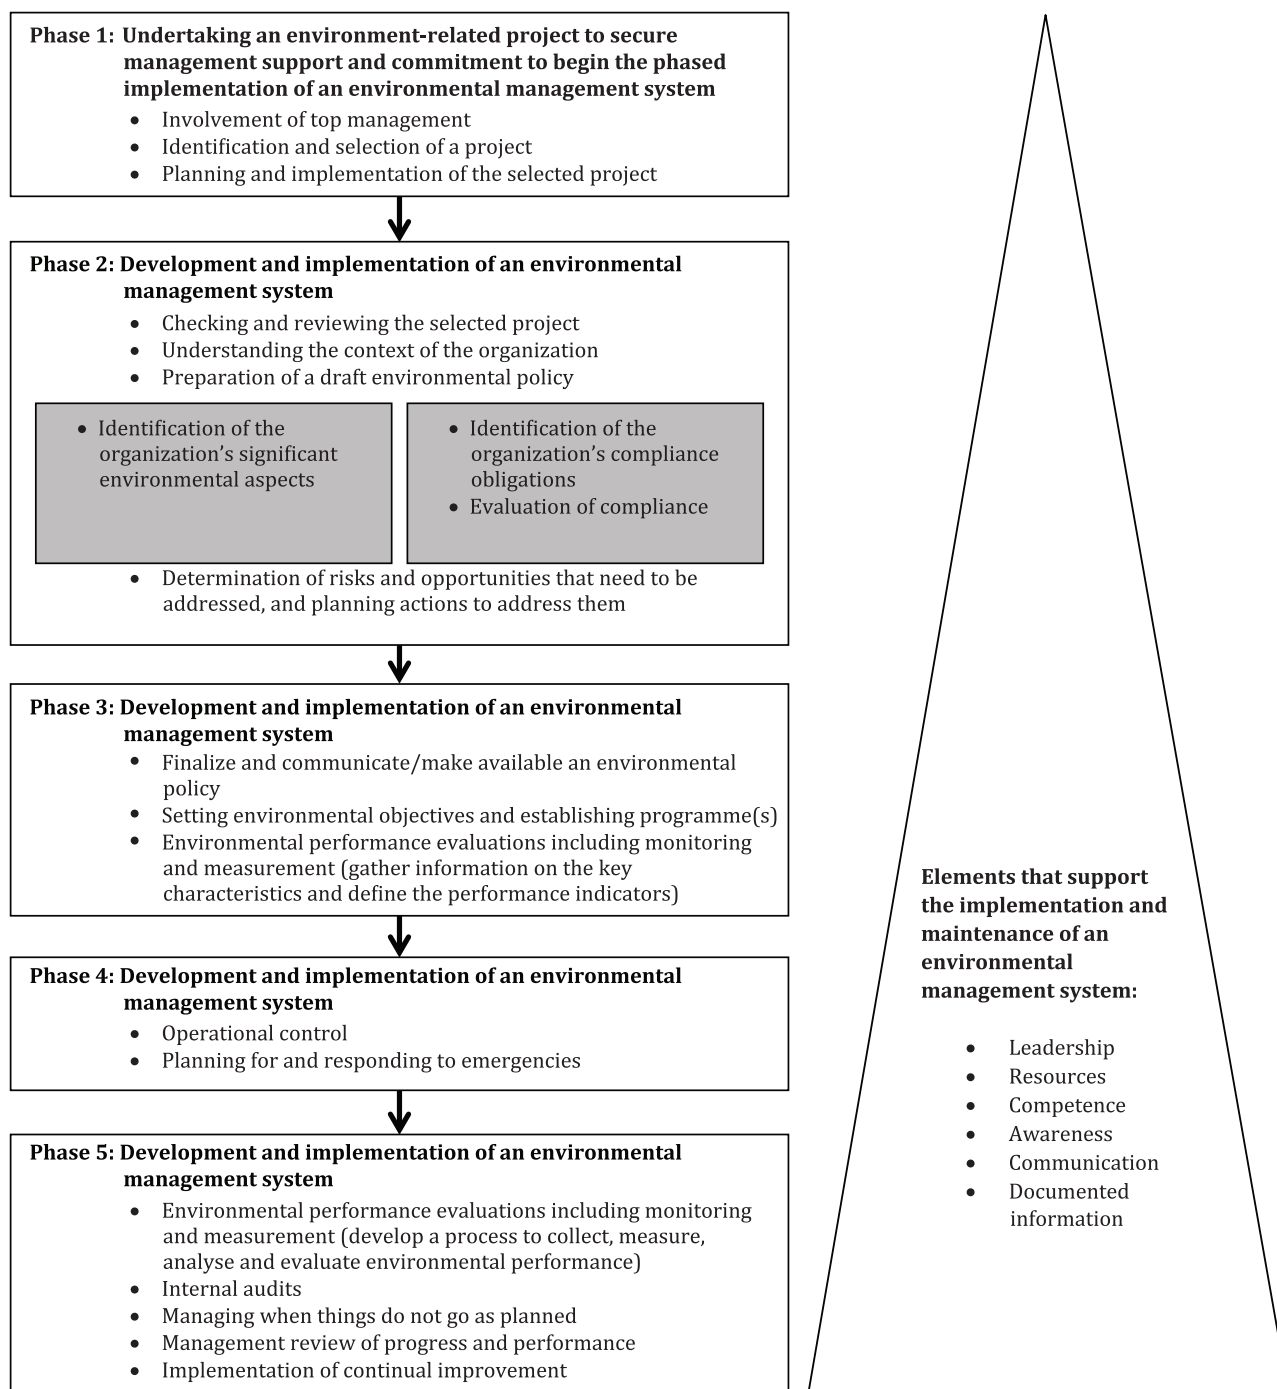 Phase 1: Undertaking an environment-related project to secure
management support and commitment to begin the phased
implementation of an environmental management system
• Involvement of top management
• Identification and selection of a project
• Planning and implementation of the selected project
Phase 2: Development and implementation of an environmental
management system
• Checking and reviewing the selected project
• Understanding the context of the organization
• Preparation of a draft environmental policy
• Identification of the
organization’s significant
environmental aspects
• Identification of the
organization’s compliance
obligations
• Evaluation of compliance
• Determination of risks and opportunities that need to be
addressed, and planning actions to address them
Phase 3: Development and implementation of an environmental
management system
• Finalize and communicate/make available an environmental
policy
• Setting environmental objectives and establishing programme(s)
• Environmental performance evaluations including monitoring
and measurement (gather information on the key
characteristics and define the performance indicators)
Phase 4: Development and implementation of an environmental
management system
• Operational control
• Planning for and responding to emergencies
Phase 5: Development and implementation of an environmental
management system
• Environmental performance evaluations including monitoring
and measurement (develop a process to collect, measure,
analyse and evaluate environmental performance)
• Internal audits
• Managing when things do not go as planned
• Management review of progress and performance
• Implementation of continual improvement
Elements that support
the implementation and
maintenance of an
environmental
management system:
• Leadership
• Resources
• Competence
• Awareness
• Communication
• Documented
information